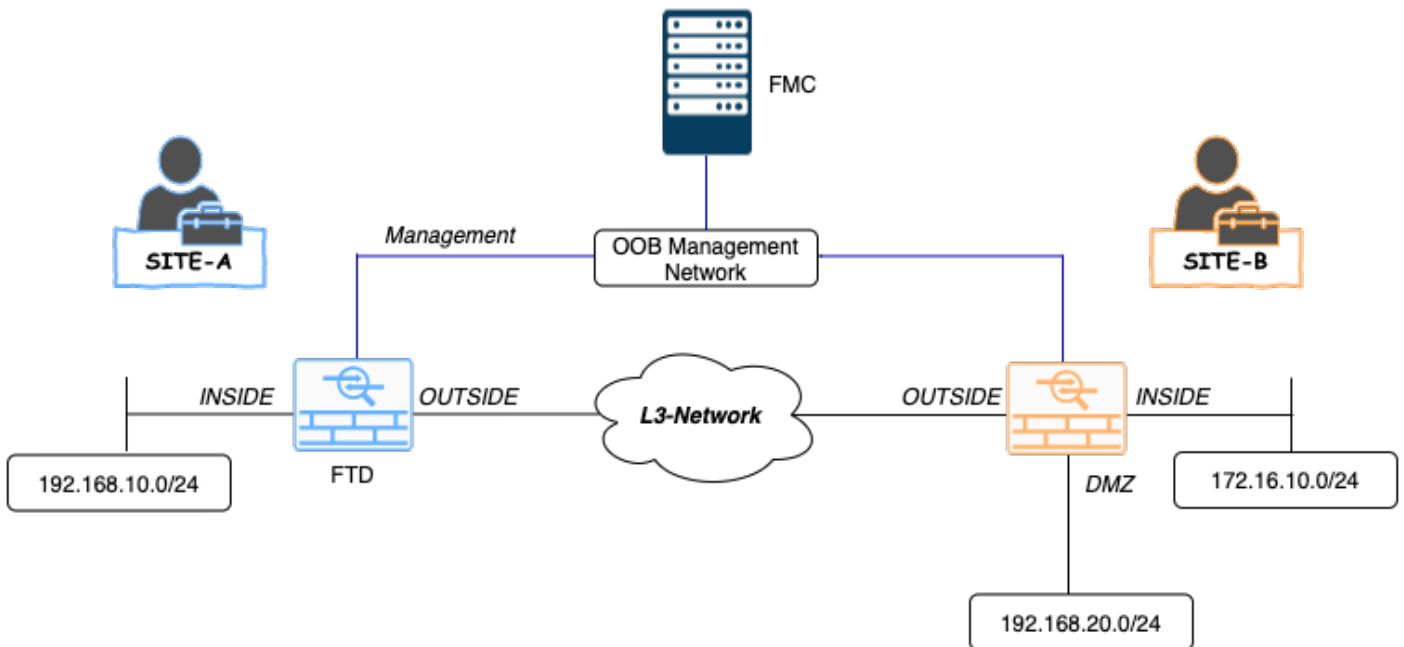 FMC
Management
OOB Management
Network
SITE-A
SITE-B
INSIDE
OUTSIDE
L3-Network
OUTSIDE
INSIDE
FTD
192.168.10.0/24
DMZ
172.16.10.0/24
192.168.20.0/24